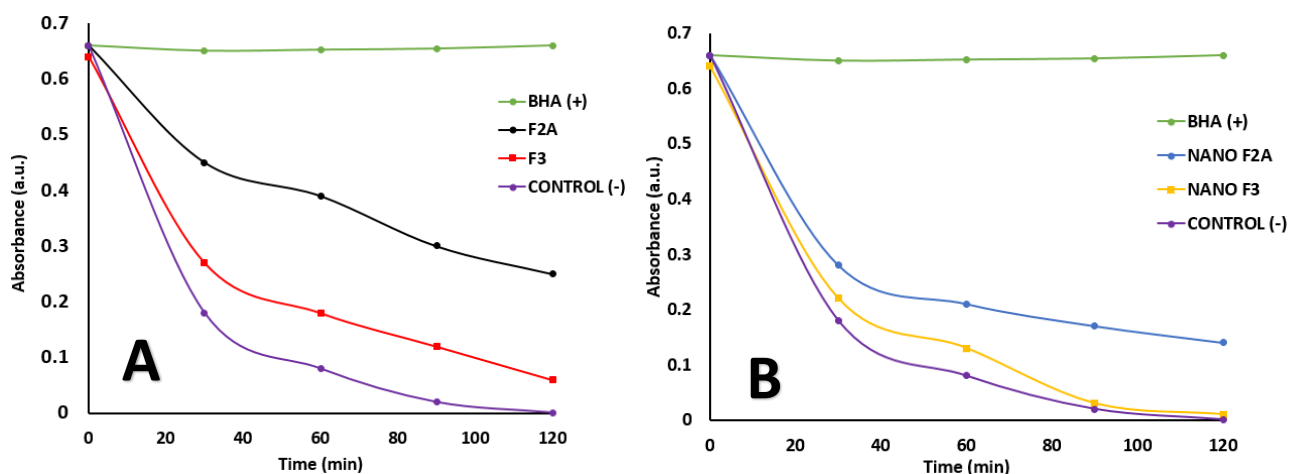 0.7
0.6
0.5
0.4
0.3
0.2
0.1
0
Absorbance (a.u.)
BHA (+)
F2A
F3
CONTROL (-)
A
0 20 40 60 80 100 120
Time (min)
0.7
0.6
0.5
0.4
0.3
0.2
0.1
0
Absorbance (a.u.)
BHA (+)
NANO F2A
NANO F3
CONTROL (-)
B
0 20 40 60 80 100 120
Time (min)